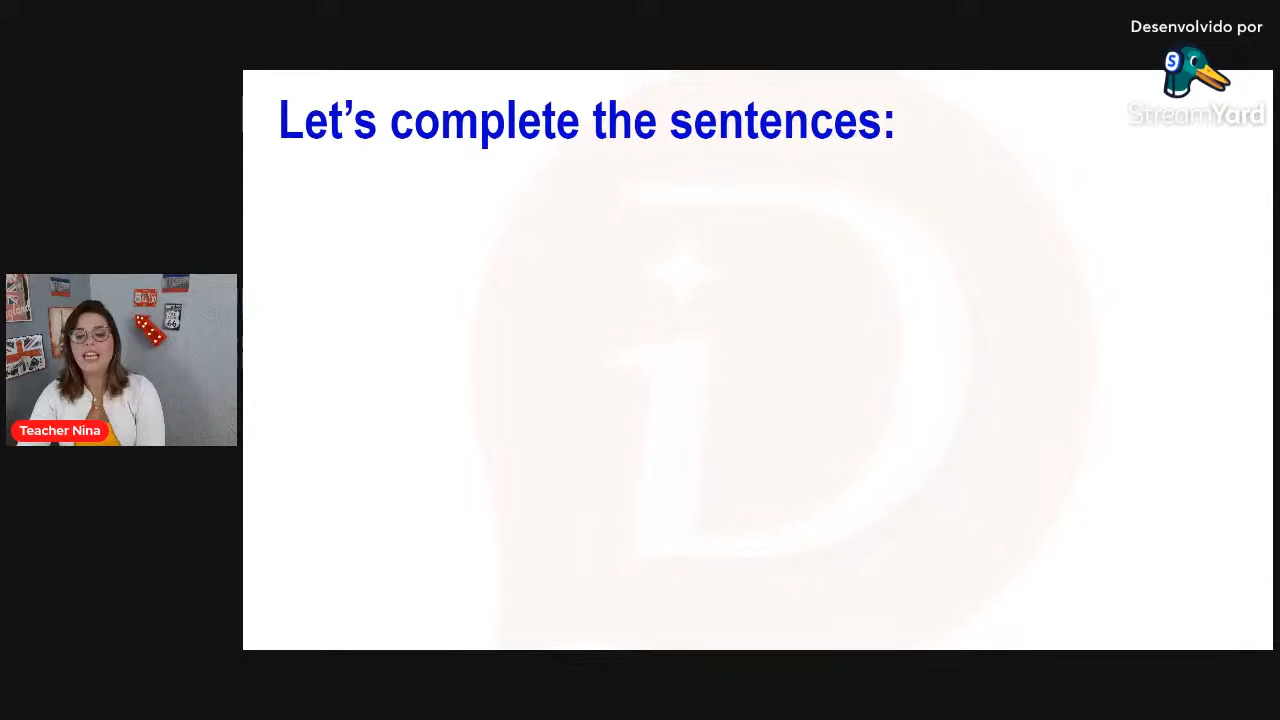 Desenvolvido por
StreamYard
Let's complete the sentences:
Teacher Nina